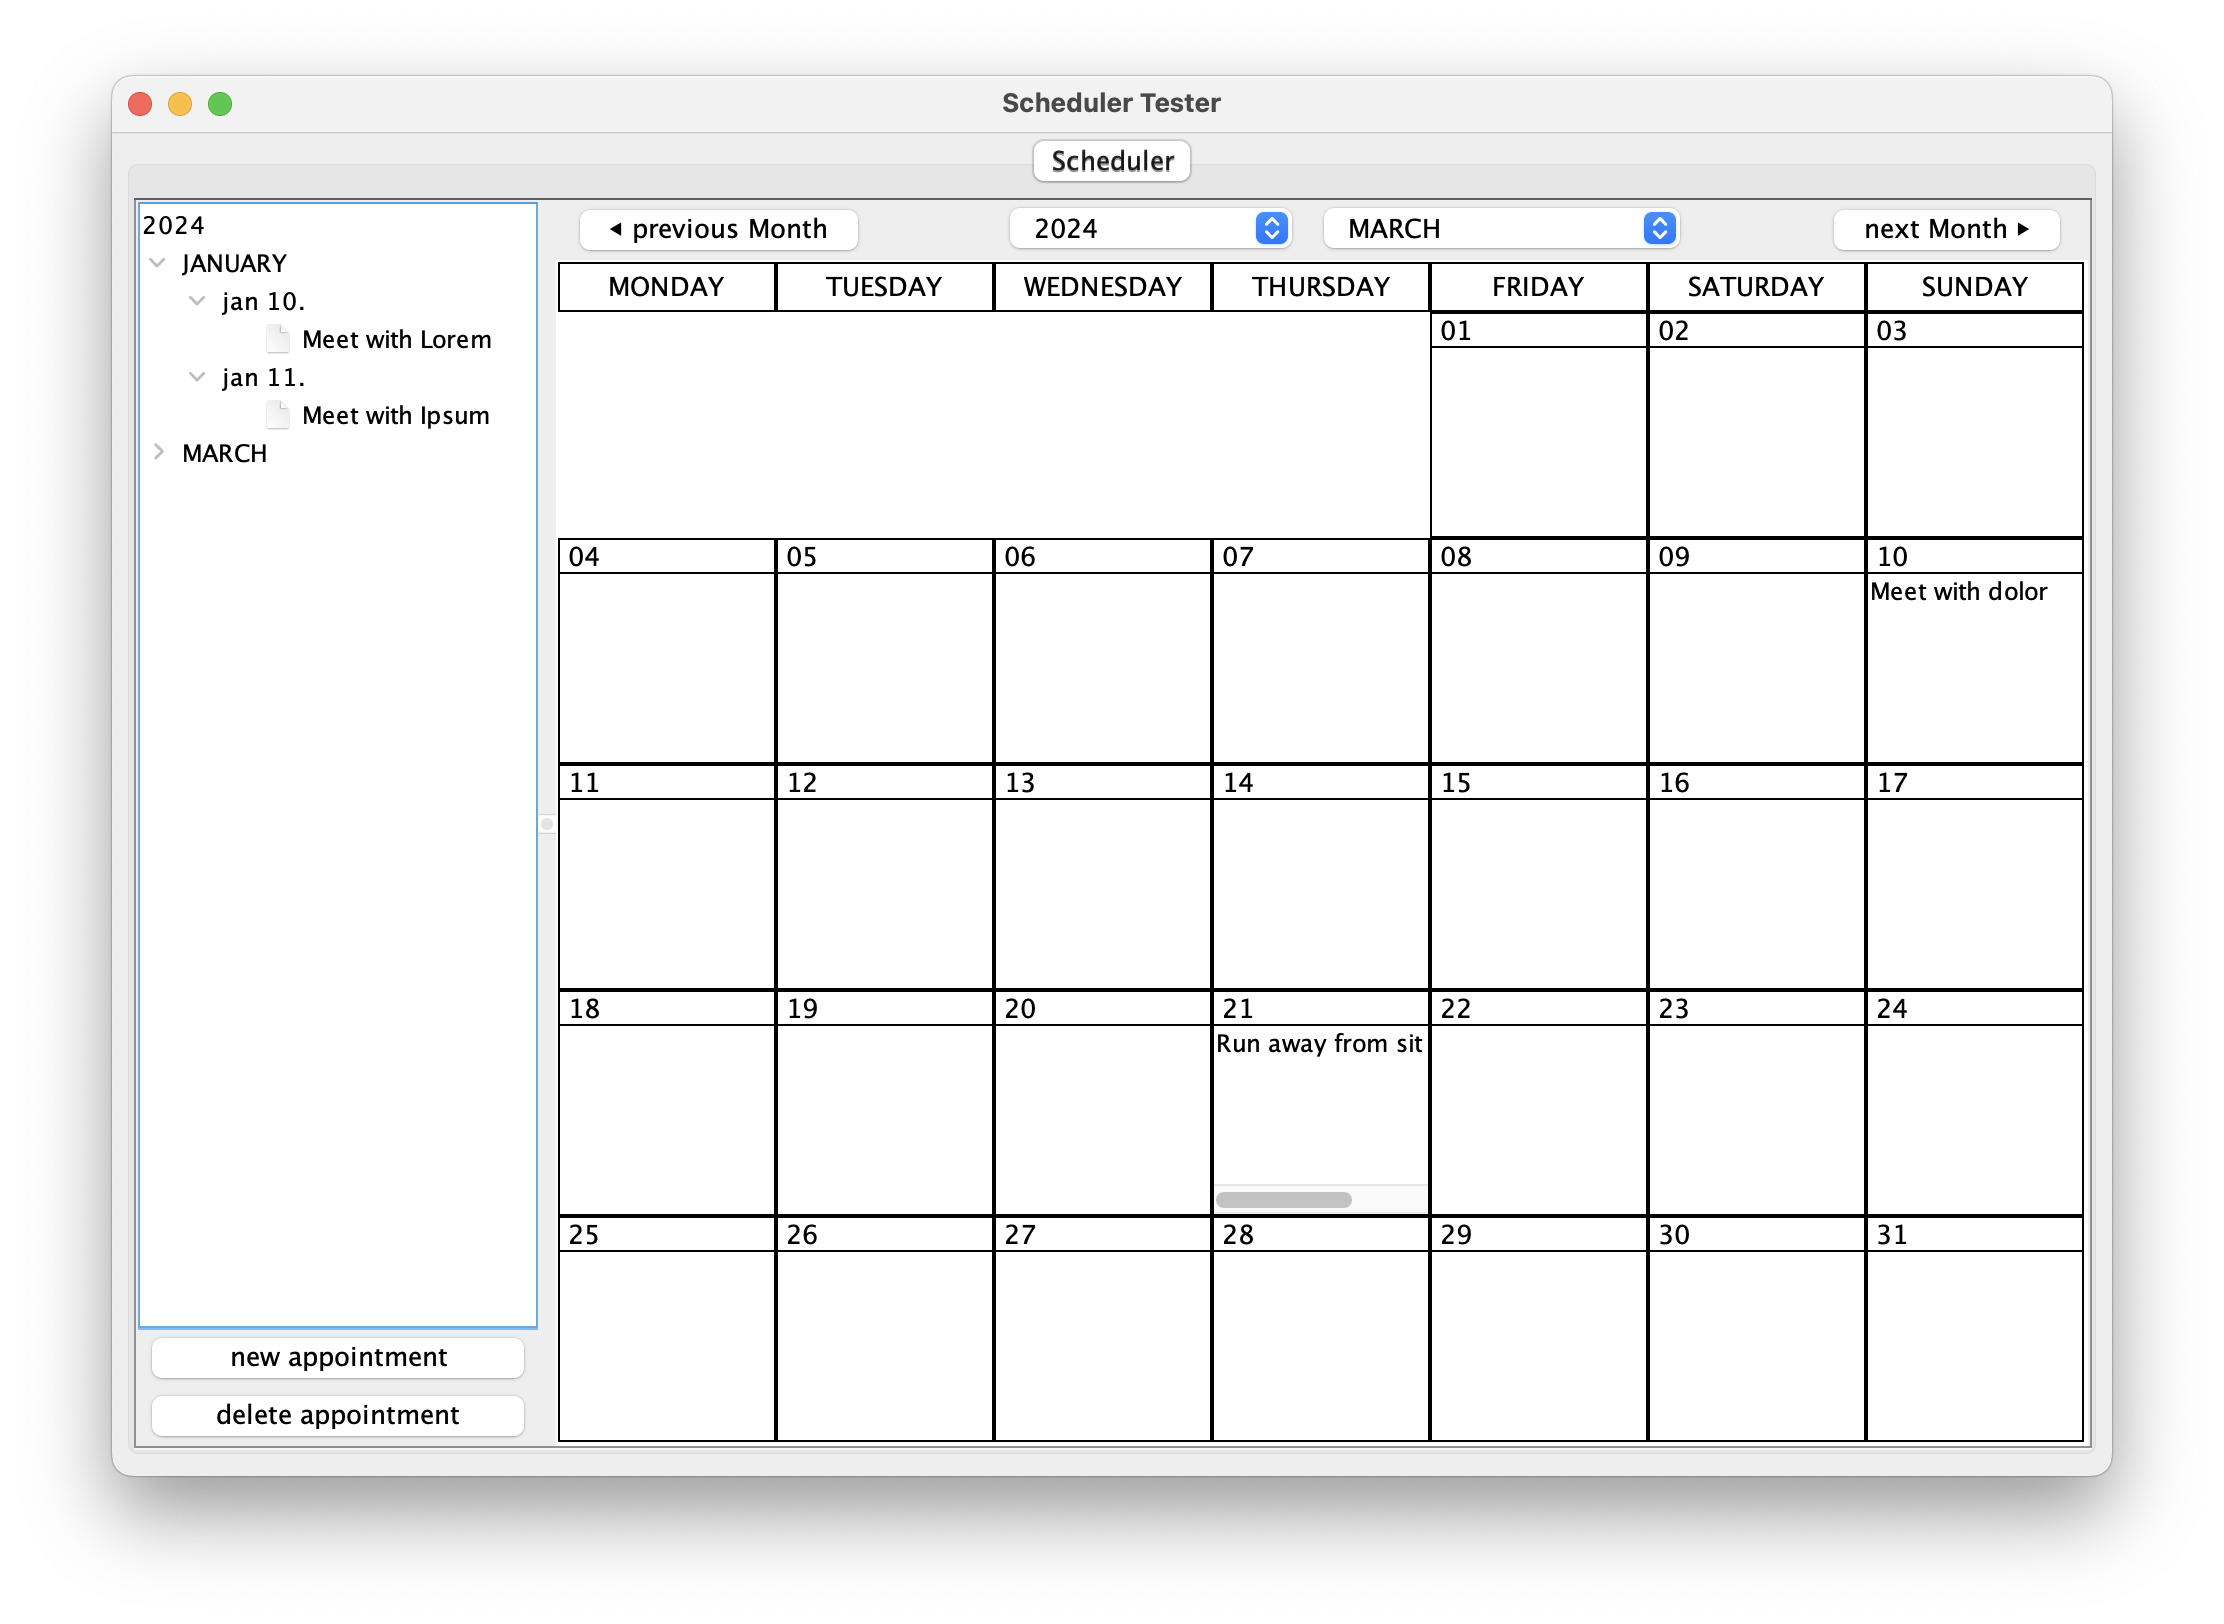 Scheduler Tester
Scheduler
2024
JANUARY
jan 10.
Meet with Lorem
jan 11.
Meet with Ipsum
MARCH
new appointment
delete appointment
previous Month 2024 MARCH next Month
MONDAY TUESDAY WEDNESDAY THURSDAY FRIDAY SATURDAY SUNDAY
01 02 03
04 05 06 07 08 09 10
Meet with dolor
11 12 13 14 15 16 17
18 19 20 21 22 23 24
Run away from sit
25 26 27 28 29 30 31